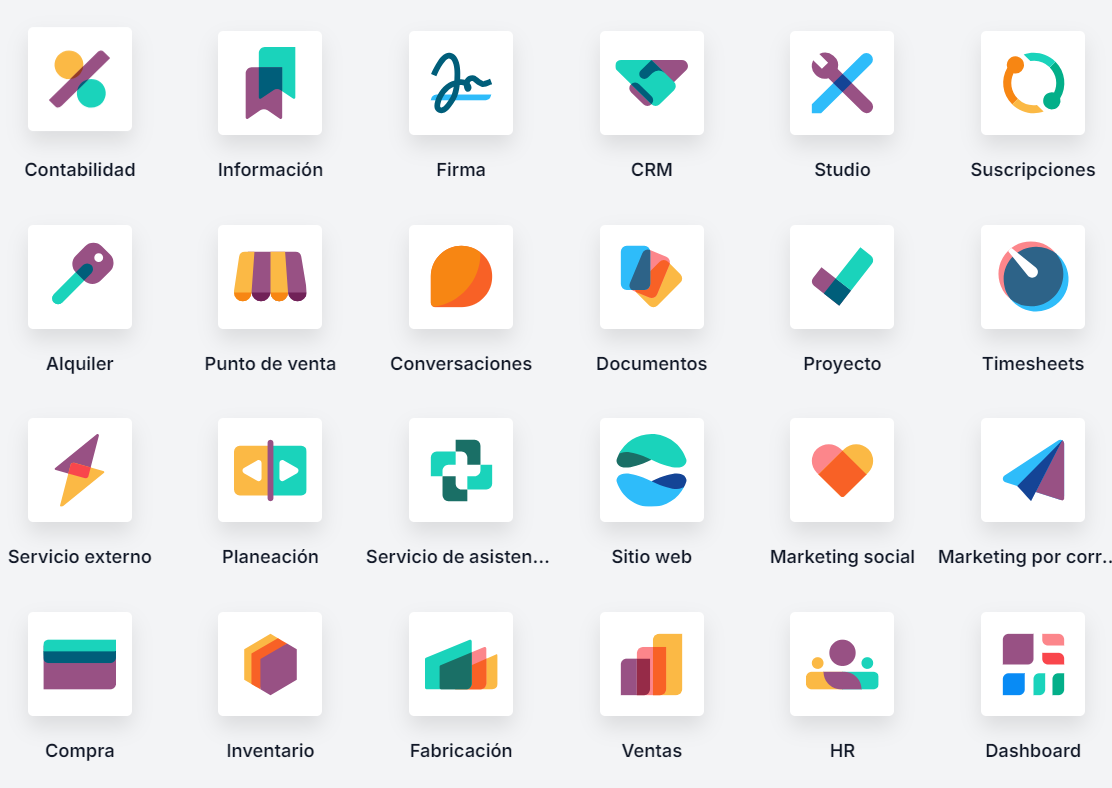 Contabilidad
Información
Firma
CRM
Studio
Suscripciones
Alquiler
Punto de venta
Conversaciones
Documentos
Proyecto
Timesheets
Servicio externo
Planeación
Servicio de asisten...
Sitio web
Marketing social
Marketing por corr..
Compra
Inventario
Fabricación
Ventas
HR
Dashboard